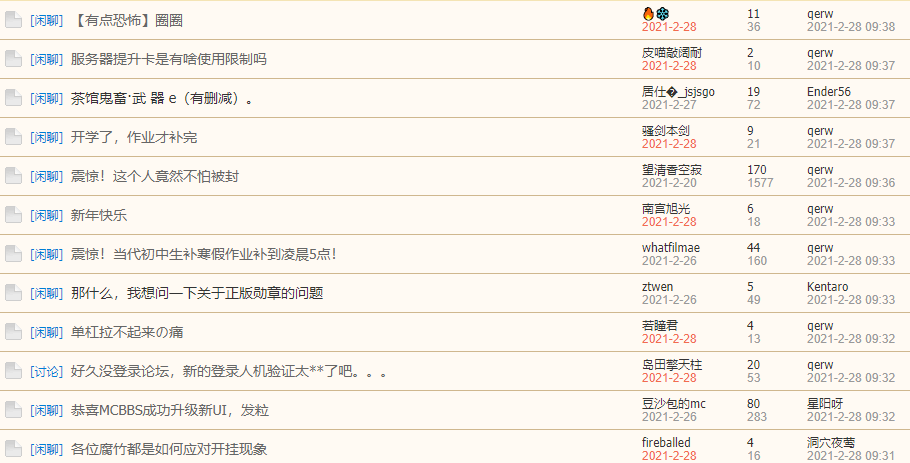 [闲聊] 【有点恐怖】圈圈 🔥❄ 11 qerw
2021-2-28 36 2021-2-28 09:38
[闲聊] 服务器提升卡是有啥使用限制吗 皮喵敲阔耐 2 qerw
2021-2-28 10 2021-2-28 09:37
[闲聊] 茶馆鬼畜·武 器 e（有删减）。 居仕�_jsjsgo 19 Ender56
2021-2-27 72 2021-2-28 09:37
[闲聊] 开学了，作业才补完 骚剑本剑 9 qerw
2021-2-28 21 2021-2-28 09:37
[闲聊] 震惊！这个人竟然不怕被封 望清香空寂 170 qerw
2021-2-20 1577 2021-2-28 09:36
[闲聊] 新年快乐 南宫旭光 6 qerw
2021-2-28 18 2021-2-28 09:33
[闲聊] 震惊！当代初中生补寒假作业补到凌晨5点！ whatfilmae 44 qerw
2021-2-26 160 2021-2-28 09:33
[闲聊] 那什么，我想问一下关于正版勋章的问题 ztwen 5 Kentaro
2021-2-26 49 2021-2-28 09:33
[闲聊] 单杠拉不起来の痛 若瞳君 4 qerw
2021-2-28 13 2021-2-28 09:32
[讨论] 好久没登录论坛，新的登录人机验证太**了吧。。。 岛田擎天柱 20 qerw
2021-2-28 53 2021-2-28 09:32
[闲聊] 恭喜MCBBS成功升级新UI，发粒 豆沙包的mc 80 星阳呀
2021-2-26 283 2021-2-28 09:32
[闲聊] 各位腐竹都是如何应对开挂现象 fireballed 4 洞穴夜莺
2021-2-28 16 2021-2-28 09:31